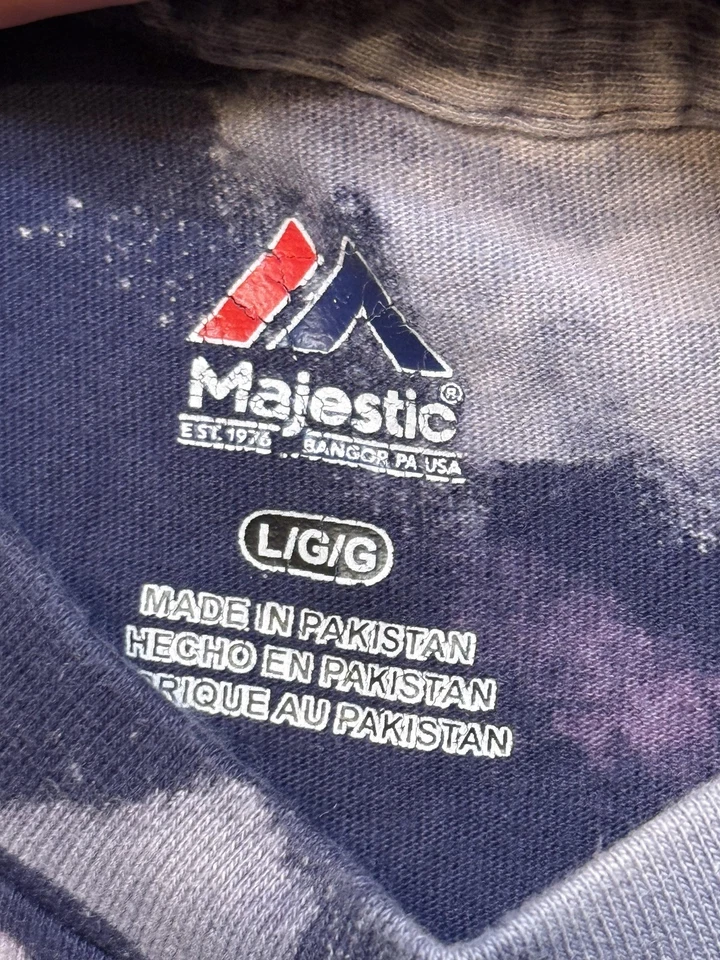 Majestic®
EST. 1976 BANGOR PA USA
L/G/G
MADE IN PAKISTAN
HECHO EN PAKISTAN
AU PAKISTAN